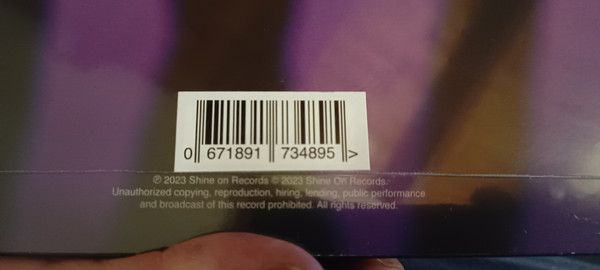 0 671891 734895 >
℗ 2023 Shine on Records © 2023 Shine On Records.
Unauthorized copying, reproduction, hiring, lending, public performance
and broadcast of this record prohibited. All rights reserved.